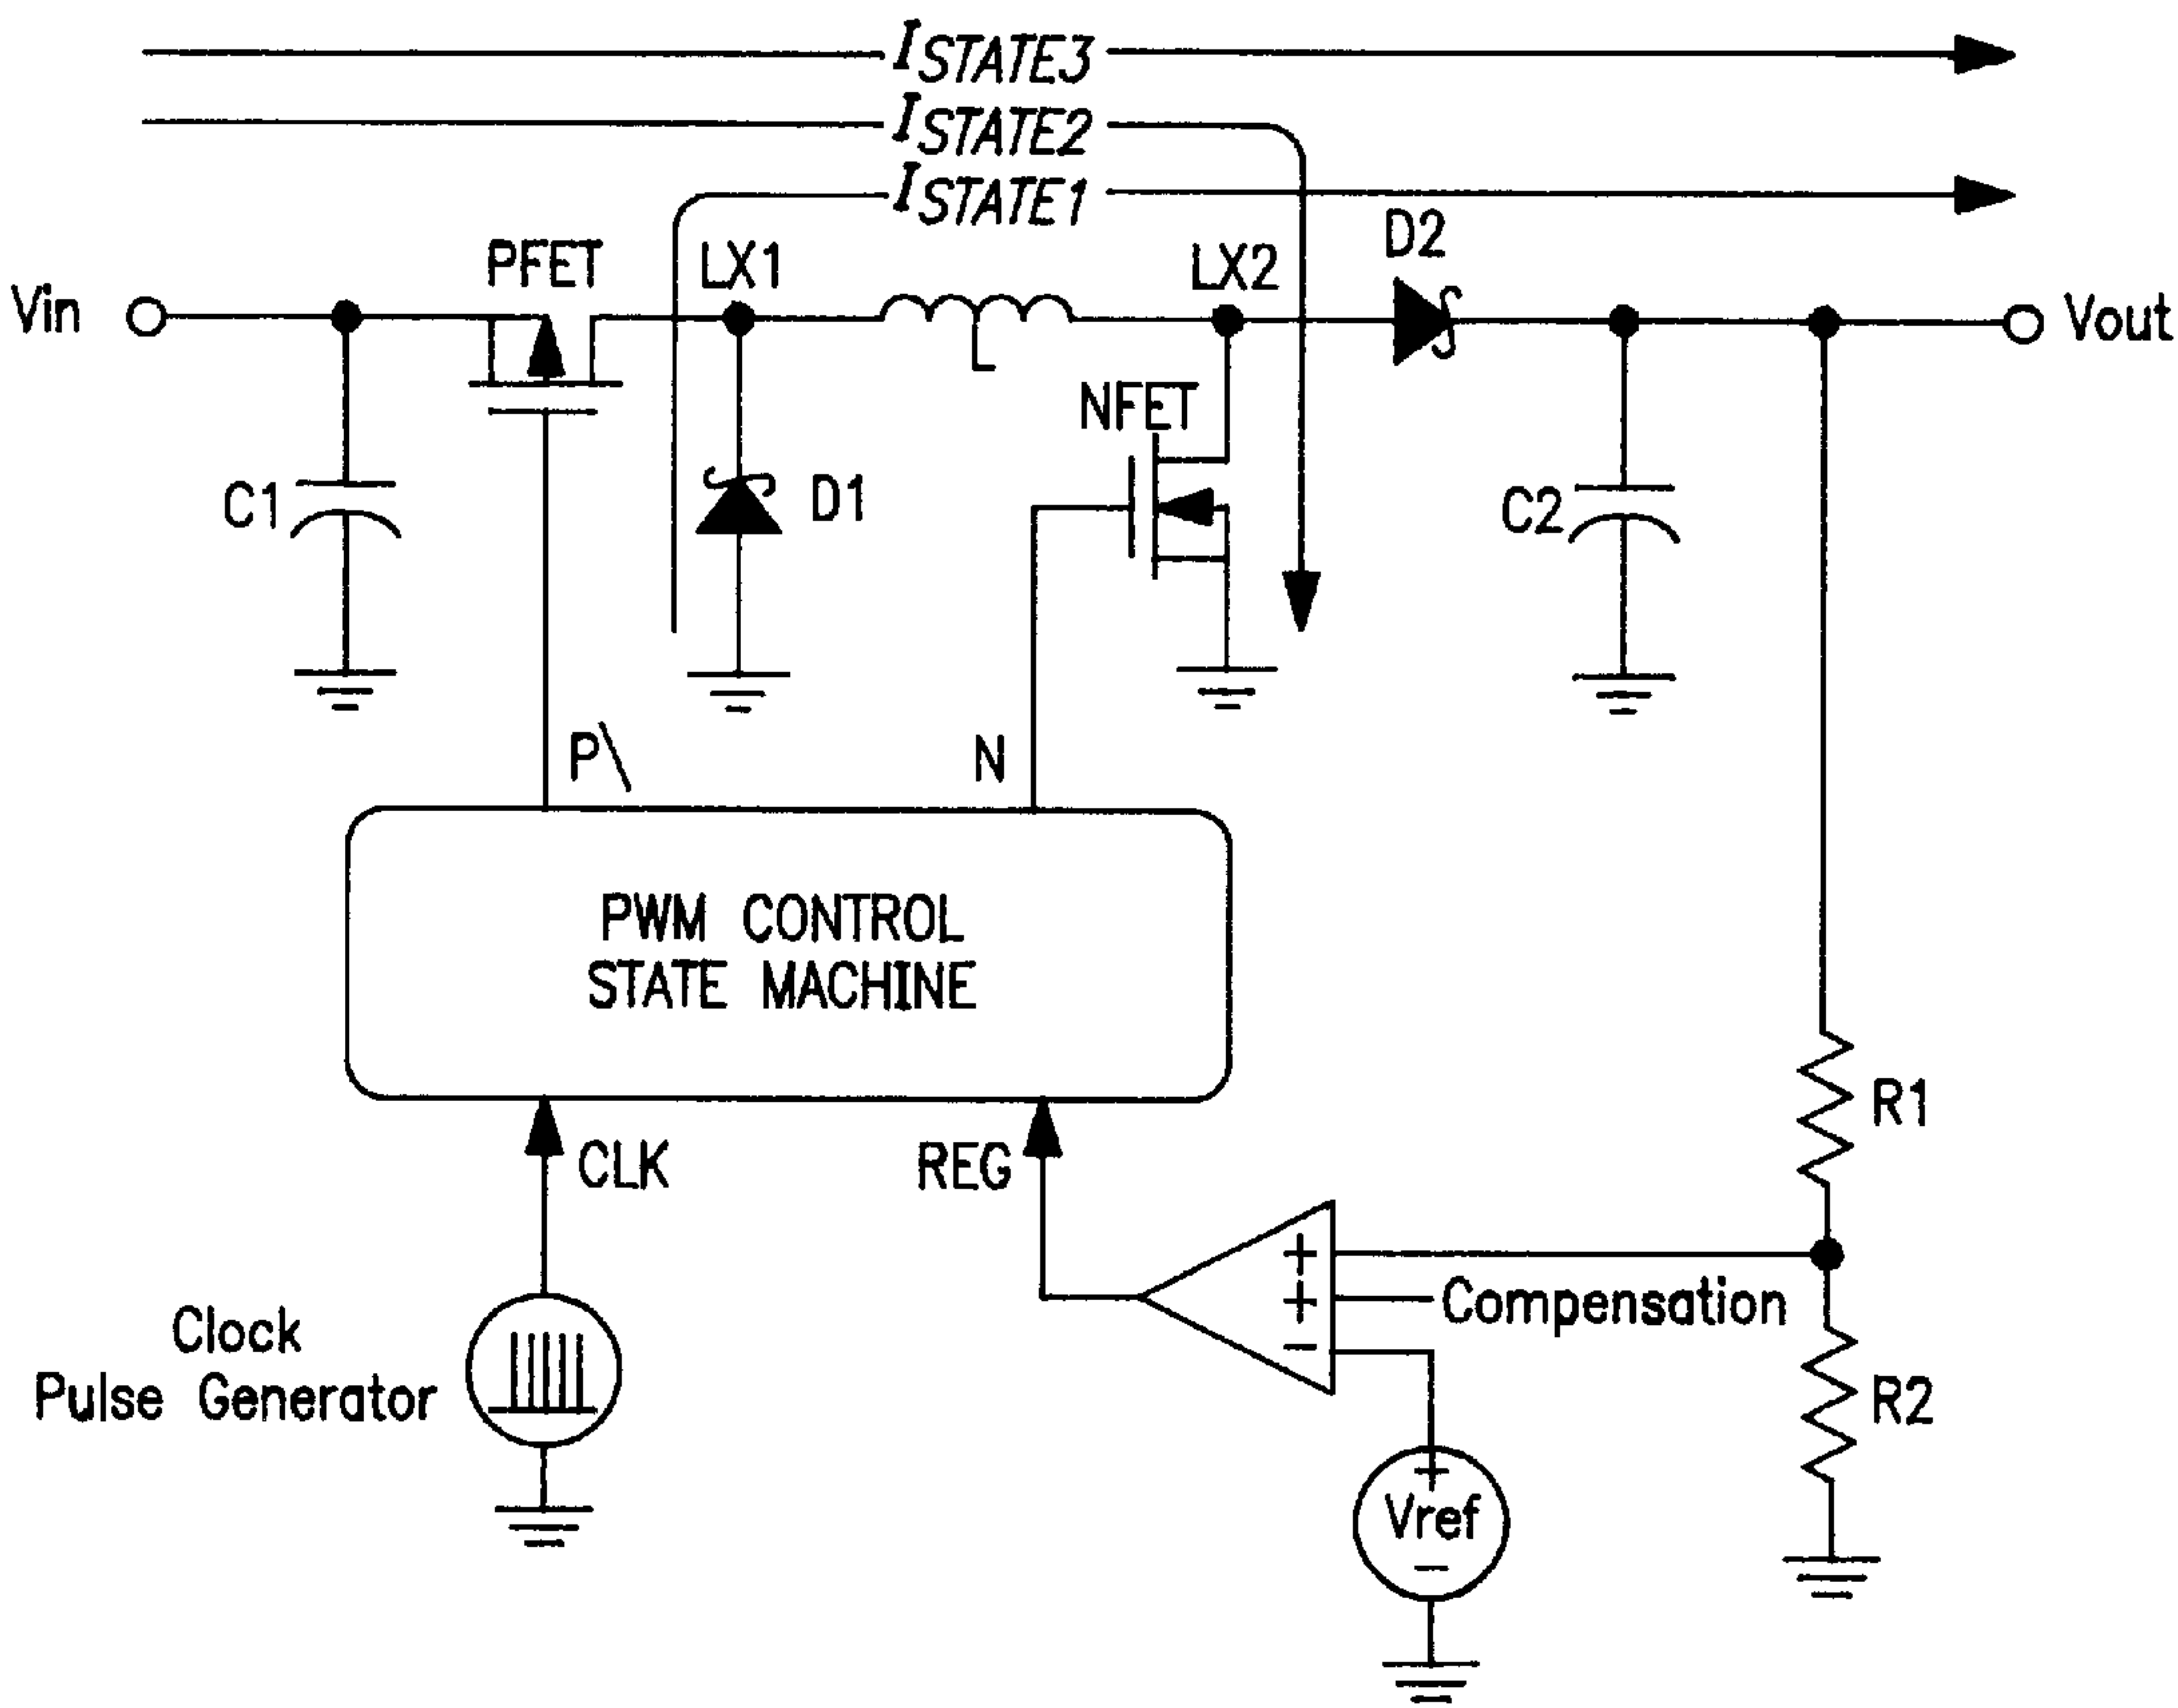 ISTATE3
ISTATE2
ISTATE1
D2
PFET
LX1
LX2
Vin
Vout
NFET
C1
D1
C2
P\
N
PWM CONTROL
STATE MACHINE
R1
CLK
REG
+
+
Compensation
−
Clock
Pulse Generator
R2
+
Vref
−